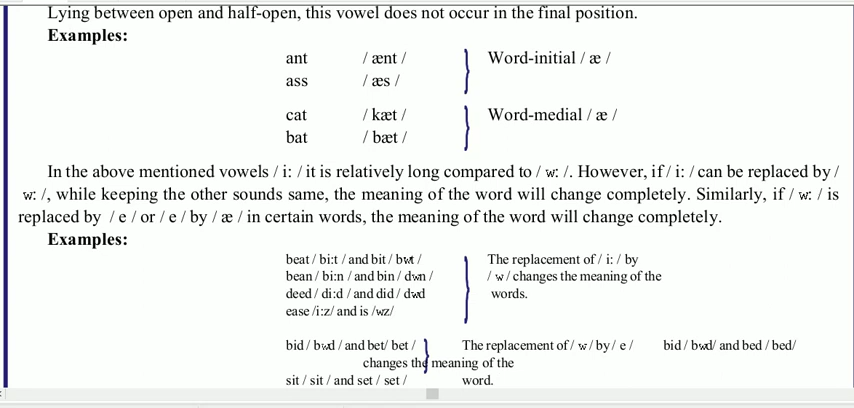 Lying between open and half-open, this vowel does not occur in the final position.
Examples:
ant / ænt / Word-initial / æ /
ass / æs /
cat / kæt / Word-medial / æ /
bat / bæt /
In the above mentioned vowels / i: / it is relatively long compared to / w: /. However, if / i: / can be replaced by /
w: /, while keeping the other sounds same, the meaning of the word will change completely. Similarly, if / w: / is
replaced by / e / or / e / by / æ / in certain words, the meaning of the word will change completely.
Examples:
beat / bi:t / and bit / bwt / The replacement of / i: / by
bean / bi:n / and bin / dwn / / w / changes the meaning of the
deed / di:d / and did / dwd words.
ease /i:z/ and is /wz/
bid / bwd / and bet/ bet / The replacement of / w / by / e / bid / bwd/ and bed / bed/
changes the meaning of the
sit / sit / and set / set / word.